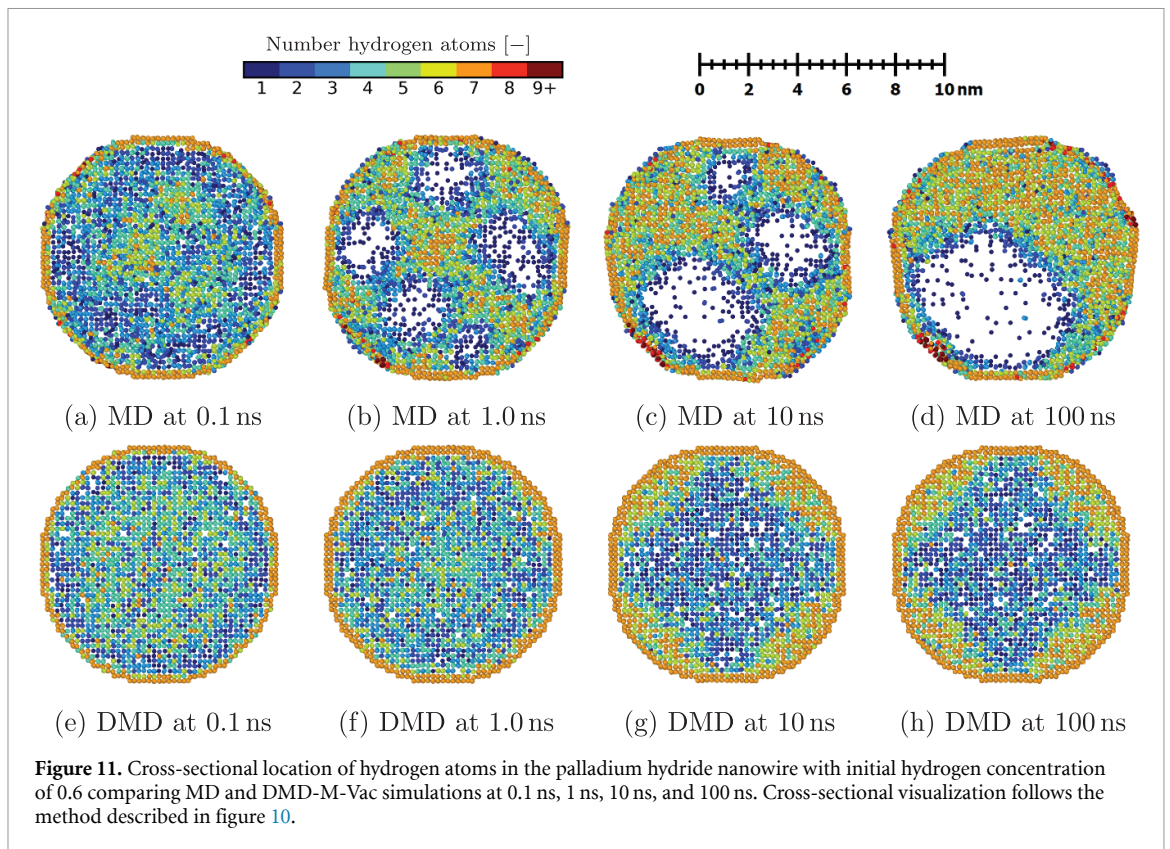 Number hydrogen atoms [−]
1 2 3 4 5 6 7 8 9+
0 2 4 6 8 10 nm
(a) MD at 0.1 ns (b) MD at 1.0 ns (c) MD at 10 ns (d) MD at 100 ns
(e) DMD at 0.1 ns (f) DMD at 1.0 ns (g) DMD at 10 ns (h) DMD at 100 ns
Figure 11. Cross-sectional location of hydrogen atoms in the palladium hydride nanowire with initial hydrogen concentration
of 0.6 comparing MD and DMD-M-Vac simulations at 0.1 ns, 1 ns, 10 ns, and 100 ns. Cross-sectional visualization follows the
method described in figure 10.